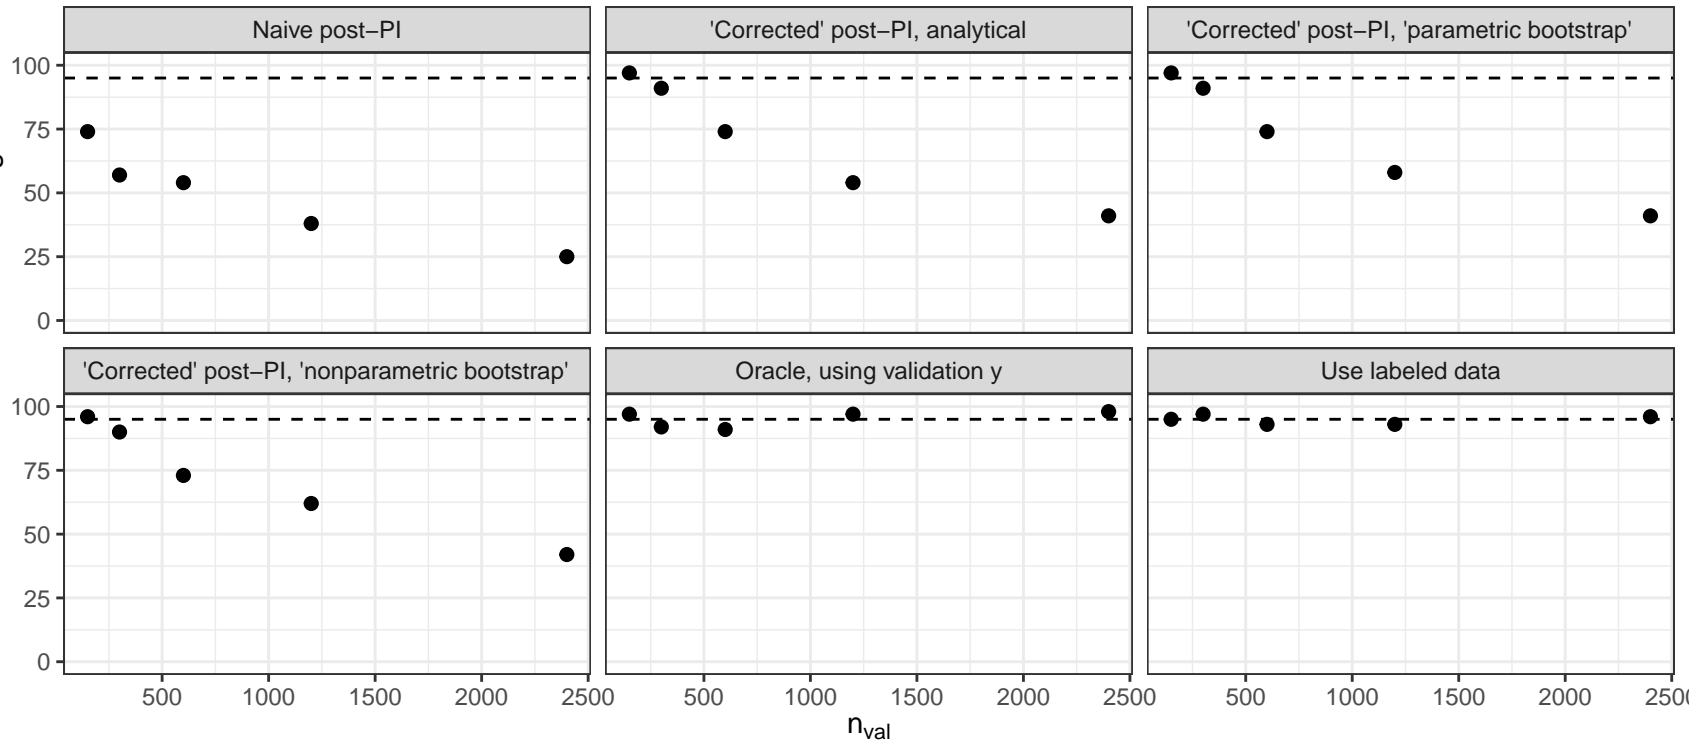 Naive post−PI
'Corrected' post−PI, analytical
'Corrected' post−PI, 'parametric bootstrap'
100
75
50
25
0
'Corrected' post−PI, 'nonparametric bootstrap'
Oracle, using validation y
Use labeled data
100
75
50
25
0
500 1000 1500 2000 2500 500 1000 1500 2000 2500 500 1000 1500 2000 250
n_val